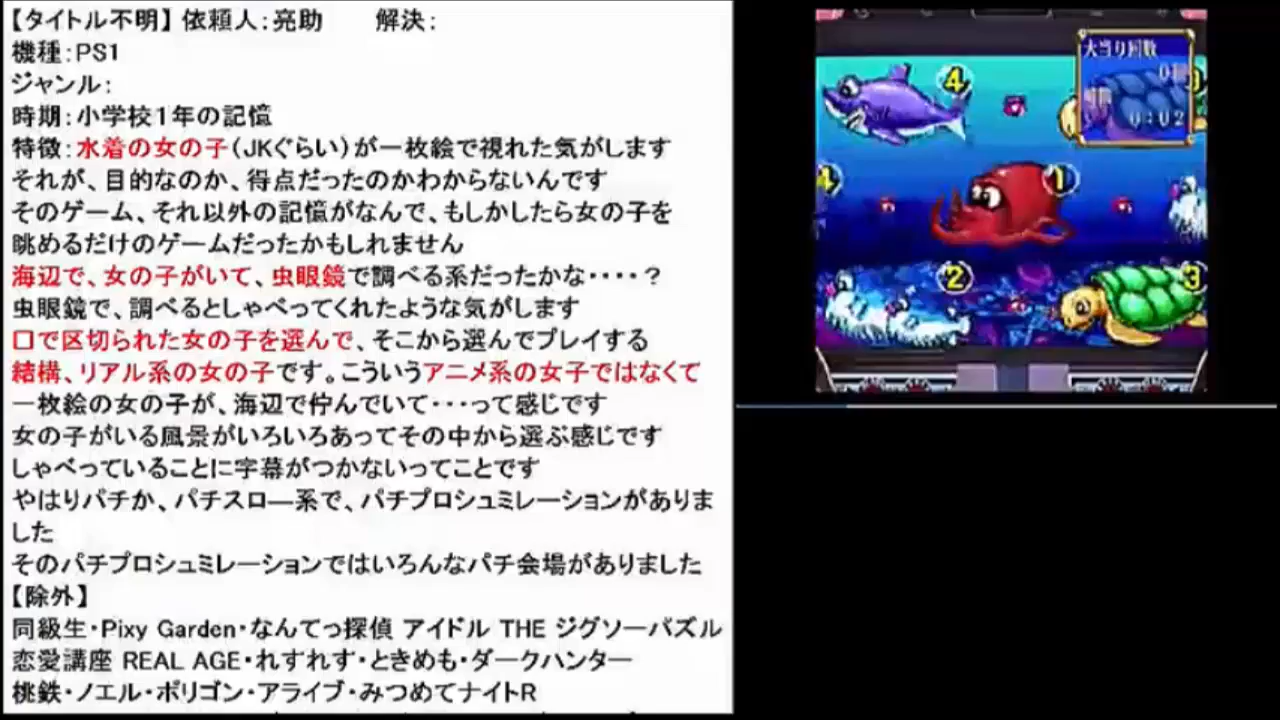 【タイトル不明】依頼人：亮助　　解決：
機種：PS1
ジャンル：
時期：小学校１年の記憶
特徴：水着の女の子（JKぐらい）が一枚絵で視れた気がします
それが、目的なのか、得点だったのかわからないんです
そのゲーム、それ以外の記憶がなんで、もしかしたら女の子を
眺めるだけのゲームだったかもしれません
海辺で、女の子がいて、虫眼鏡で調べる系だったかな・・・・？
虫眼鏡で、調べるとしゃべってくれたような気がします
口で区切られた女の子を選んで、そこから選んでプレイする
結構、リアル系の女の子です。こういうアニメ系の女子ではなくて
一枚絵の女の子が、海辺で佇んでいて・・・って感じです
女の子がいる風景がいろいろあってその中から選ぶ感じです
しゃべっていることに字幕がつかないってことです
やはりパチか、パチスロ―系で、パチプロシュミレーションがありま
した
そのパチプロシュミレーションではいろんなパチ会場がありました
【除外】
同級生・Pixy Garden・なんてっ探偵 アイドル THE ジグソーパズル
恋愛講座 REAL AGE・れすれす・ときめも・ダークハンター
桃鉄・ノエル・ポリゴン・アライブ・みつめてナイトR
大当り回数
0:02
4
1
4
2
3